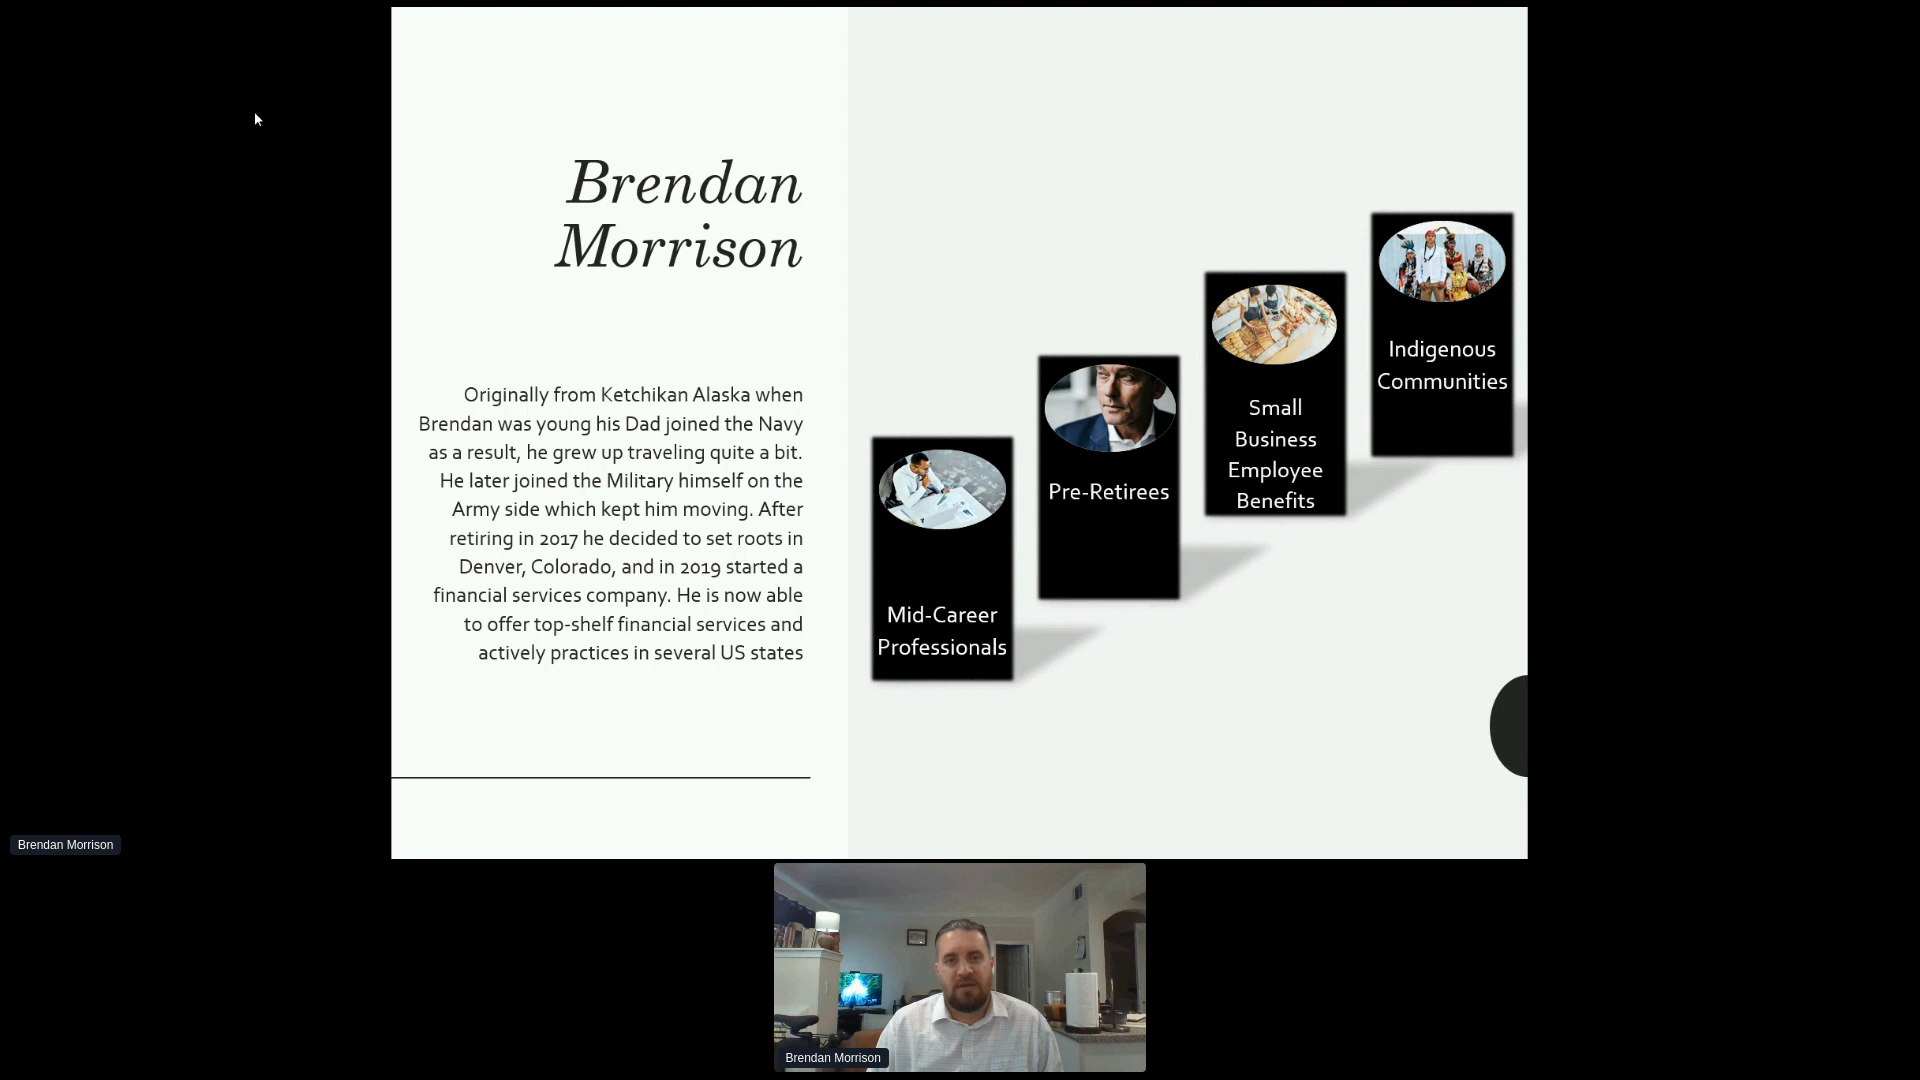 Brendan
Morrison
Originally from Ketchikan Alaska when
Brendan was young his Dad joined the Navy
as a result, he grew up traveling quite a bit.
He later joined the Military himself on the
Army side which kept him moving. After
retiring in 2017 he decided to set roots in
Denver, Colorado, and in 2019 started a
financial services company. He is now able
to offer top-shelf financial services and
actively practices in several US states
Mid-Career
Professionals
Pre-Retirees
Small
Business
Employee
Benefits
Indigenous
Communities
Brendan Morrison
Brendan Morrison